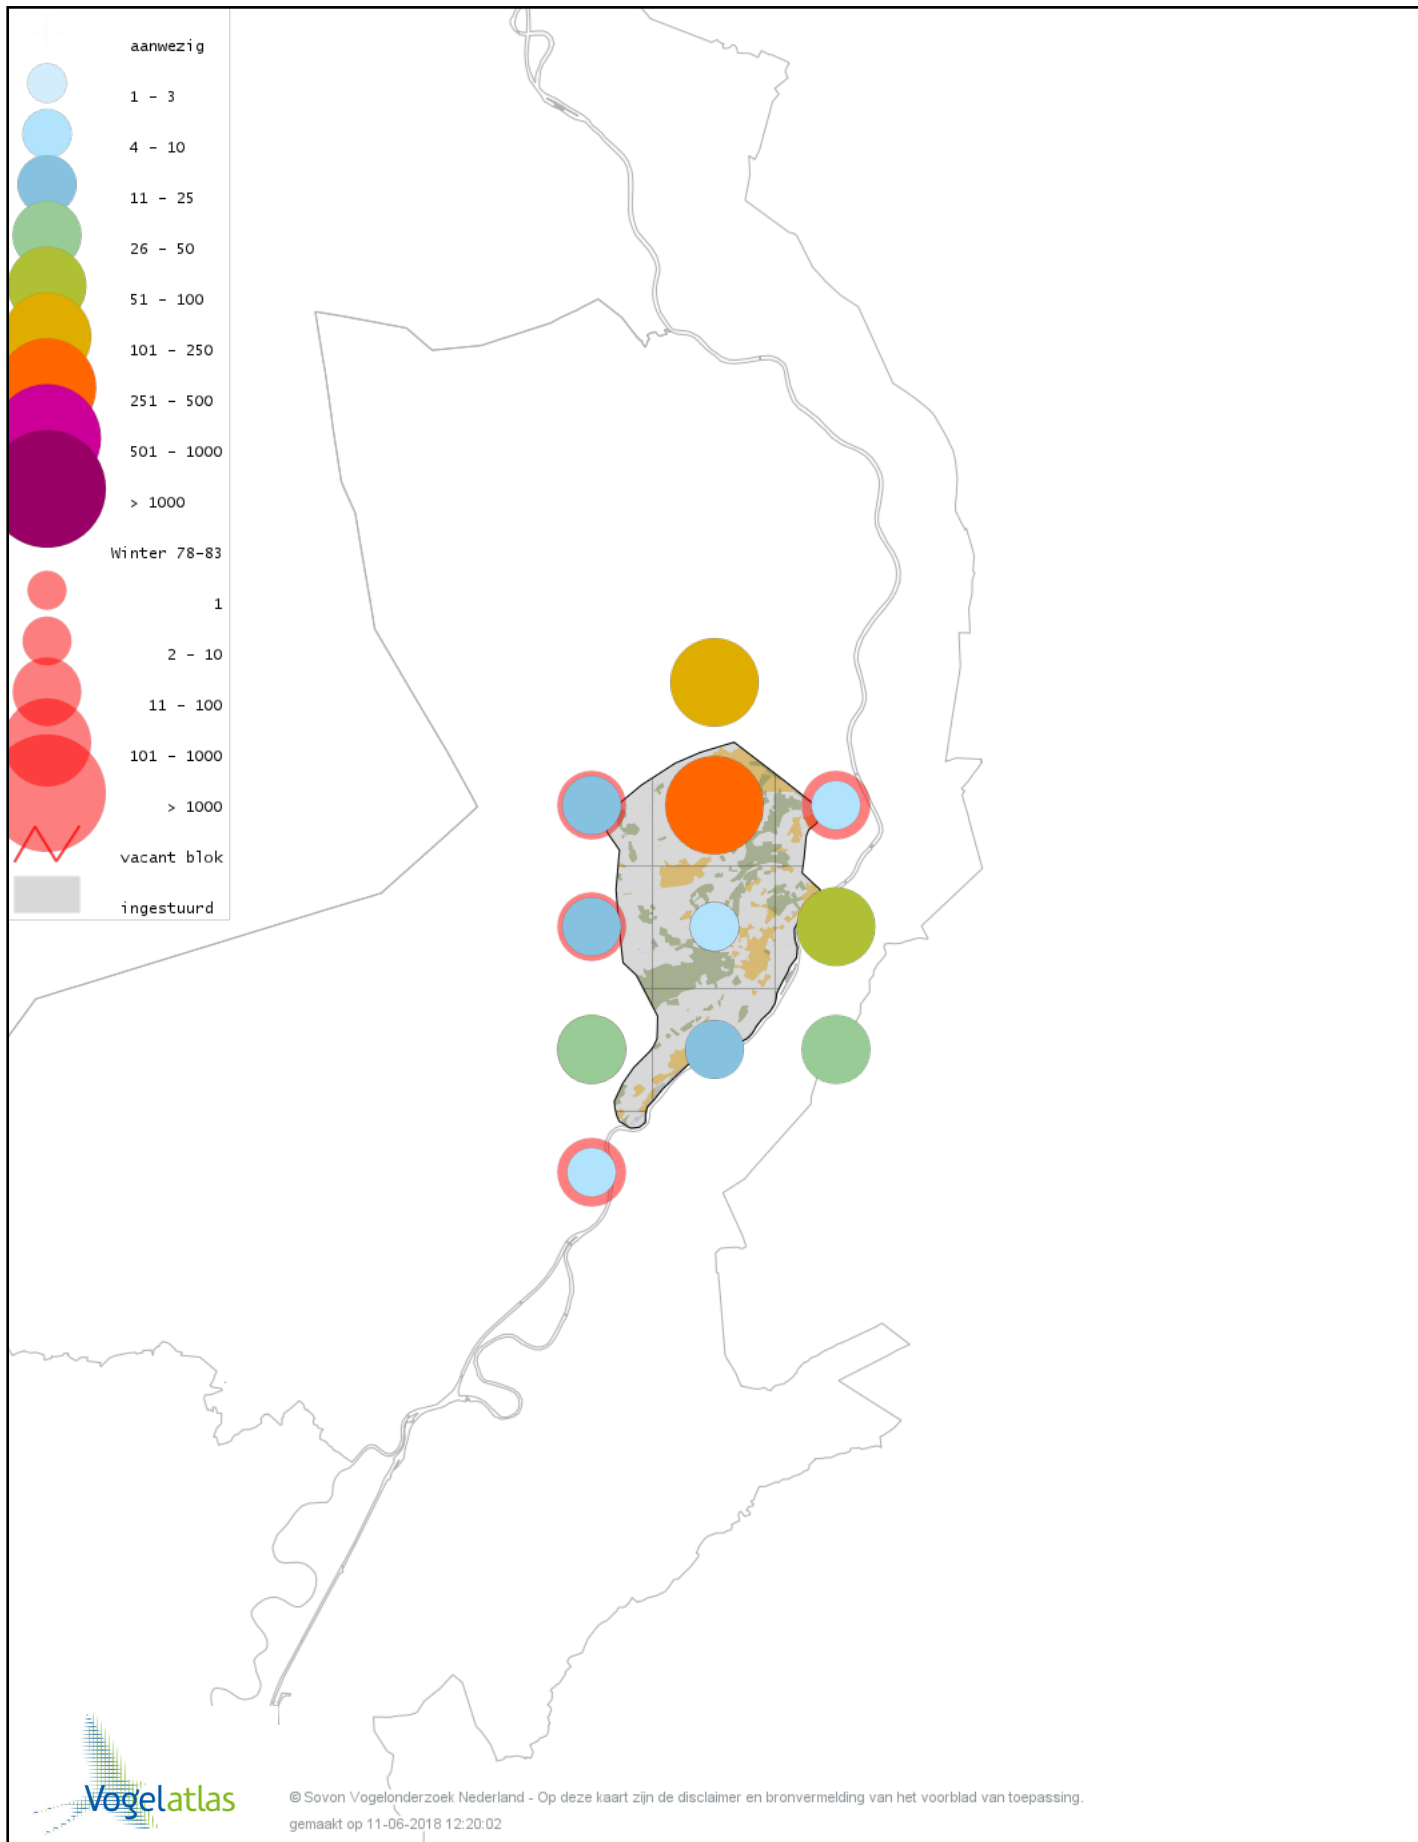 aanwezig
1 - 3
4 - 10
11 - 25
26 - 50
51 - 100
101 - 250
251 - 500
501 - 1000
> 1000
Winter 78-83
1
2 - 10
11 - 100
101 - 1000
> 1000
vacant blok
ingestuurd
Vogelatlas
© Sovon Vogelonderzoek Nederland - Op deze kaart zijn de disclaimer en bronvermelding van het voorblad van toepassing.
gemaakt op 11-06-2018 12:20:02